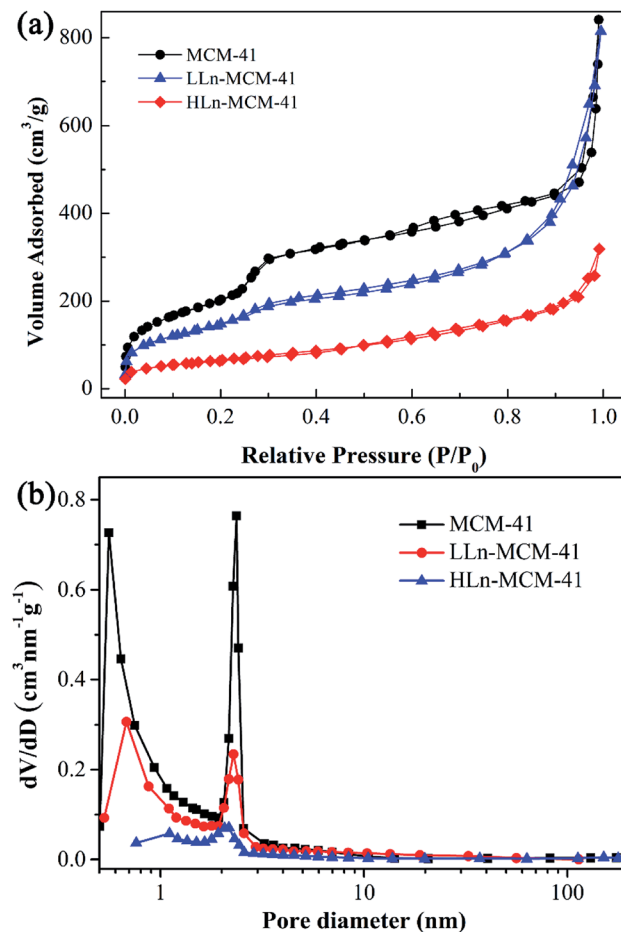 (a)
MCM-41
LLn-MCM-41
HLn-MCM-41
Volume Adsorbed (cm³/g)
800
600
400
200
0
0.0 0.2 0.4 0.6 0.8 1.0
Relative Pressure (P/P₀)
(b)
MCM-41
LLn-MCM-41
HLn-MCM-41
dV/dD (cm³nm⁻¹g⁻¹)
0.8
0.6
0.4
0.2
0.0
1 10 100
Pore diameter (nm)